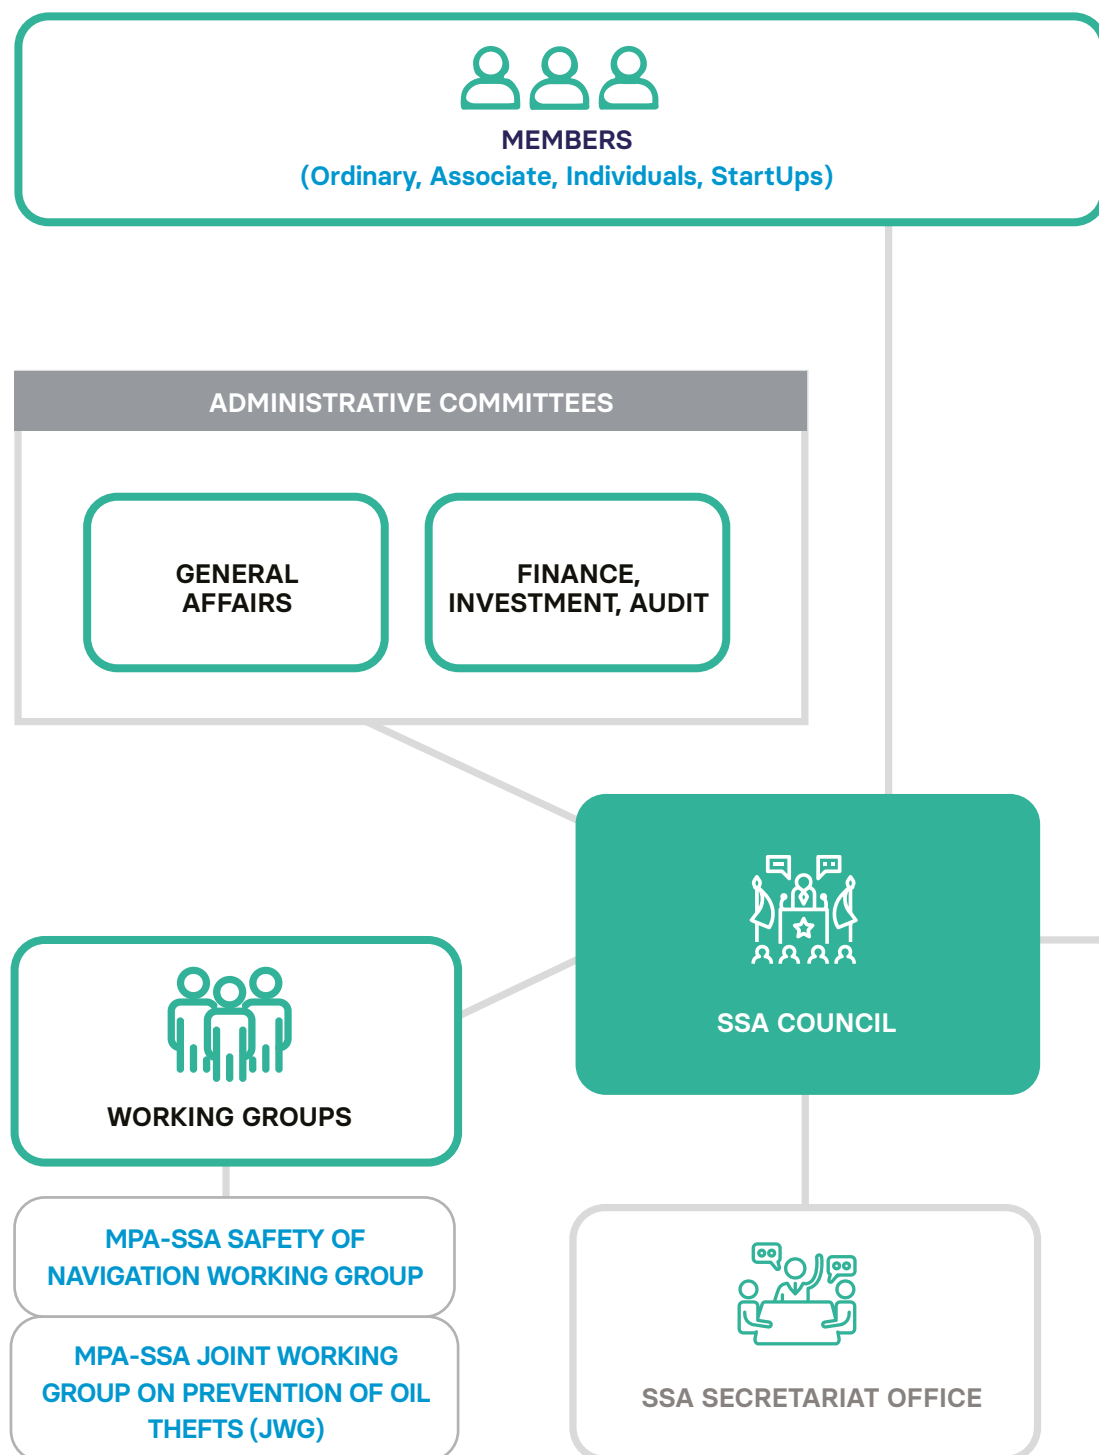 MEMBERS
(Ordinary, Associate, Individuals, StartUps)
ADMINISTRATIVE COMMITTEES
GENERAL
AFFAIRS
FINANCE,
INVESTMENT, AUDIT
SSA COUNCIL
WORKING GROUPS
MPA-SSA SAFETY OF
NAVIGATION WORKING GROUP
MPA-SSA JOINT WORKING
GROUP ON PREVENTION OF OIL
THEFTS (JWG)
SSA SECRETARIAT OFFICE